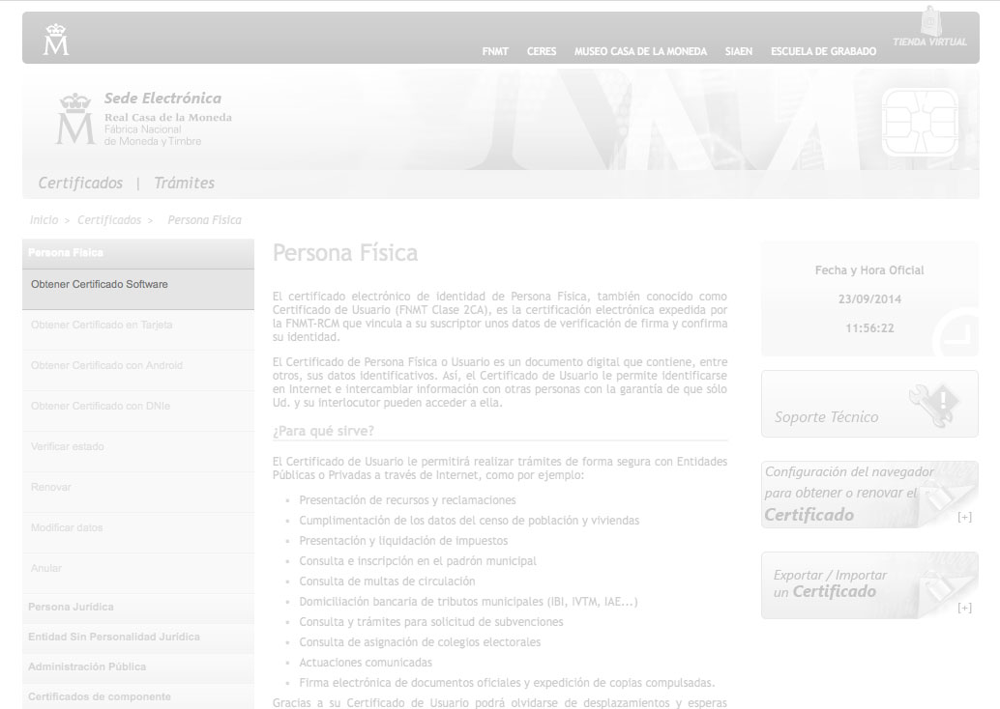 FNMT CERES MUSEO CASA DE LA MONEDA SIAEN ESCUELA DE GRABADO
TIENDA VIRTUAL
Sede Electrónica
Real Casa de la Moneda
Fábrica Nacional
de Moneda y Timbre
Certificados | Trámites
Inicio > Certificados > Persona Física
Persona Física
Obtener Certificado Software
Obtener Certificado en Tarjeta
Obtener Certificado con Android
Obtener Certificado con DNIe
Verificar estado
Renovar
Modificar datos
Anular
Persona Jurídica
Entidad Sin Personalidad Jurídica
Administración Pública
Certificados de componente
Persona Física
El certificado electrónico de identidad de Persona Física, también conocido como
Certificado de Usuario (FNMT Clase 2CA), es la certificación electrónica expedida por
la FNMT-RCM que vincula a su suscriptor unos datos de verificación de firma y confirma
su identidad.
El Certificado de Persona Física o Usuario es un documento digital que contiene, entre
otros, sus datos identificativos. Así, el Certificado de Usuario le permite identificarse
en Internet e intercambiar información con otras personas con la garantía de que sólo
Ud. y su interlocutor pueden acceder a ella.
¿Para qué sirve?
El Certificado de Usuario le permitirá realizar trámites de forma segura con Entidades
Públicas o Privadas a través de Internet, como por ejemplo:
• Presentación de recursos y reclamaciones
• Cumplimentación de los datos del censo de población y viviendas
• Presentación y liquidación de impuestos
• Consulta e inscripción en el padrón municipal
• Consulta de multas de circulación
• Domiciliación bancaria de tributos municipales (IBI, IVTM, IAE...)
• Consulta y trámites para solicitud de subvenciones
• Consulta de asignación de colegios electorales
• Actuaciones comunicadas
• Firma electrónica de documentos oficiales y expedición de copias compulsadas.
Gracias a su Certificado de Usuario podrá olvidarse de desplazamientos y esperas
Fecha y Hora Oficial
23/09/2014
11:56:22
Soporte Técnico
Configuración del navegador
para obtener o renovar el
Certificado
[+]
Exportar / Importar
un Certificado
[+]